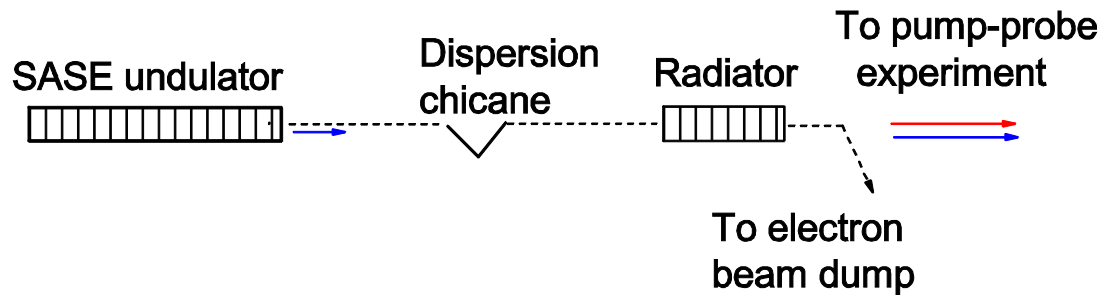 SASE undulator
Dispersion
chicane
Radiator
To pump-probe
experiment
To electron
beam dump